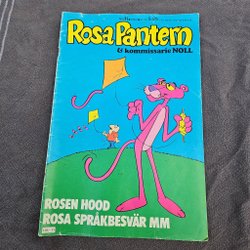 Rosa Pantern
& kommissarie NOLL
ROSEN HOOD
ROSA SPRÅKBESVÄR MM